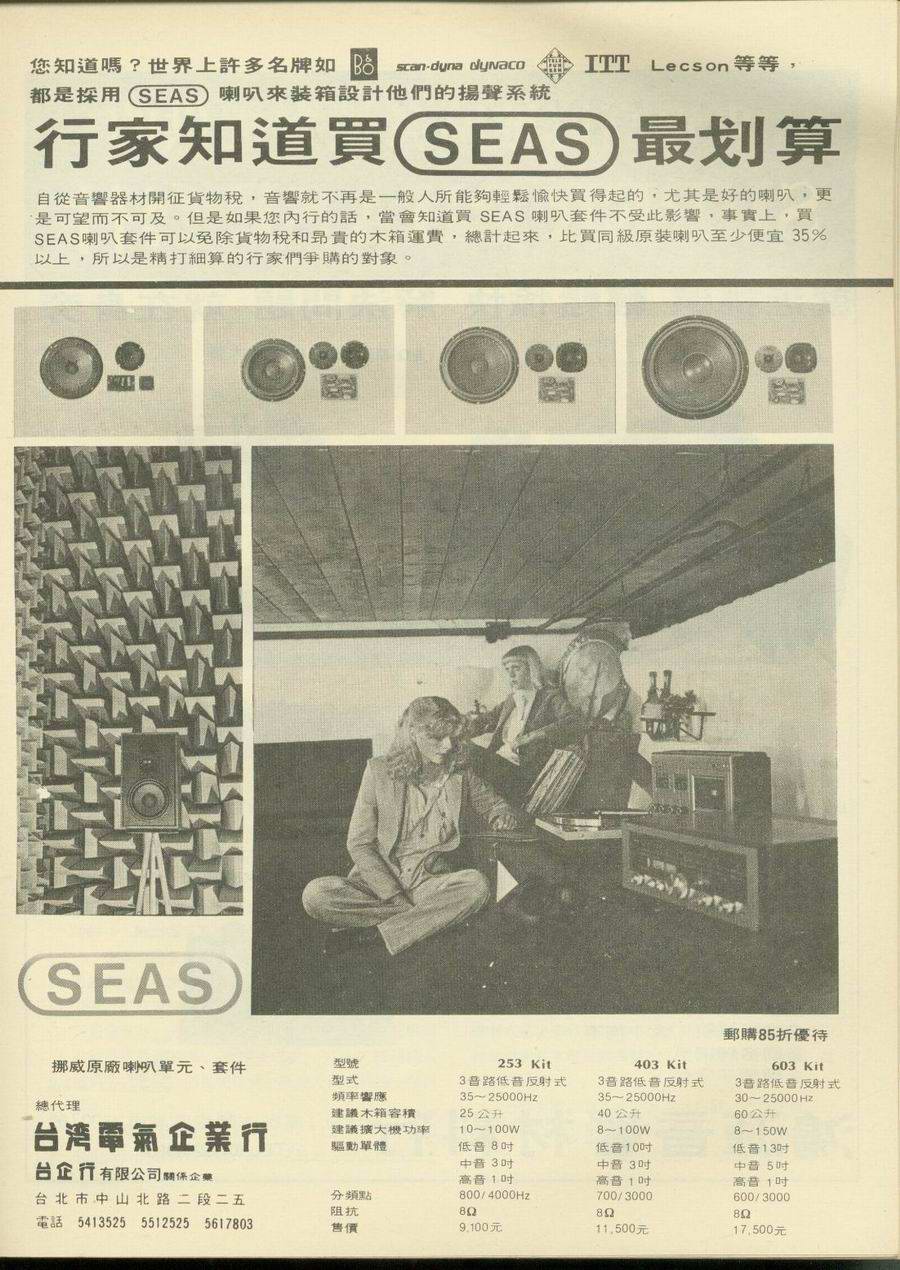 您知道嗎？世界上許多名牌如 B&O scan-dyna dynaco TELEFUNKEN ITT Lecson 等等，
都是採用 SEAS 喇叭來裝箱設計他們的揚聲系統
行家知道買 SEAS 最划算
自從音響器材開征貨物稅，音響就不再是一般人所能夠輕鬆愉快買得起的，尤其是好的喇叭，更
是可望而不可及。但是如果您內行的話，當會知道買 SEAS 喇叭套件不受此影響，事實上，買
SEAS喇叭套件可以免除貨物稅和昂貴的木箱運費，總計起來，比買同級原裝喇叭至少便宜 35%
以上，所以是精打細算的行家們爭購的對象。
SEAS
郵購85折優待
挪威原廠喇叭單元、套件
總代理
台湾電氣企業行
台企行有限公司關係企業
台北市中山北路二段二五
電話 5413525 5512525 5617803
型號 253 Kit 403 Kit 603 Kit
型式 3音路低音反射式 3音路低音反射式 3音路低音反射式
頻率響應 35～25000Hz 35～25000Hz 30～25000Hz
建議木箱容積 25公升 40公升 60公升
建議擴大機功率 10～100W 8～100W 8～150W
驅動單體 低音 8吋 低音10吋 低音13吋
中音 3吋 中音 3吋 中音 5吋
高音 1吋 高音 1吋 高音 1吋
分頻點 800/4000Hz 700/3000 600/3000
阻抗 8Ω 8Ω 8Ω
售價 9,100元 11,500元 17,500元